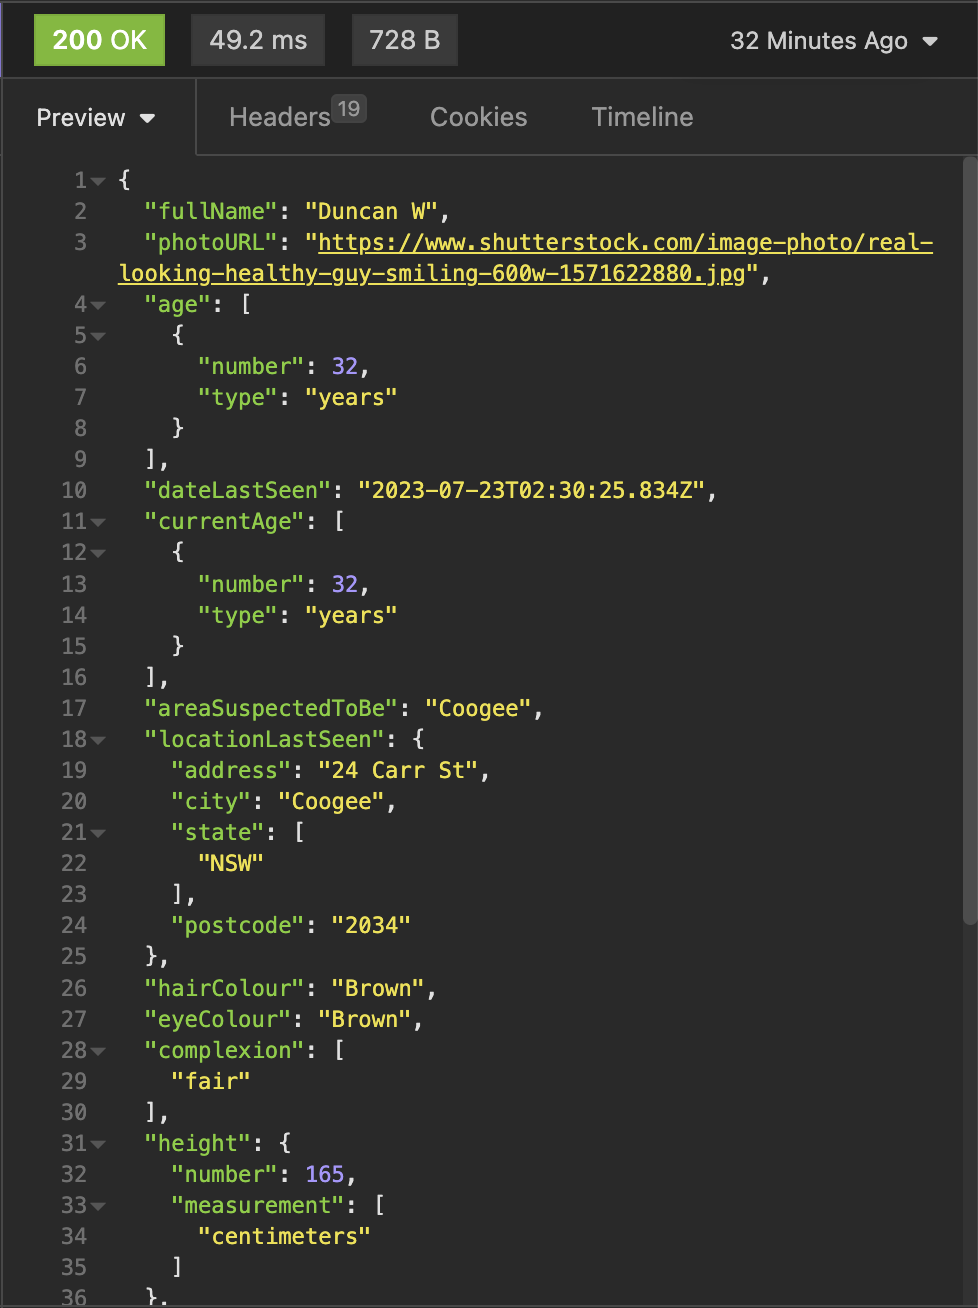 200 OK 49.2 ms 728 B 32 Minutes Ago
Preview Headers 19 Cookies Timeline
1 {
2 "fullName": "Duncan W",
3 "photoURL": "https://www.shutterstock.com/image-photo/real-
looking-healthy-guy-smiling-600w-1571622880.jpg",
4 "age": [
5 {
6 "number": 32,
7 "type": "years"
8 }
9 ],
10 "dateLastSeen": "2023-07-23T02:30:25.834Z",
11 "currentAge": [
12 {
13 "number": 32,
14 "type": "years"
15 }
16 ],
17 "areaSuspectedToBe": "Coogee",
18 "locationLastSeen": {
19 "address": "24 Carr St",
20 "city": "Coogee",
21 "state": [
22 "NSW"
23 ],
24 "postcode": "2034"
25 },
26 "hairColour": "Brown",
27 "eyeColour": "Brown",
28 "complexion": [
29 "fair"
30 ],
31 "height": {
32 "number": 165,
33 "measurement": [
34 "centimeters"
35 ]
36 },